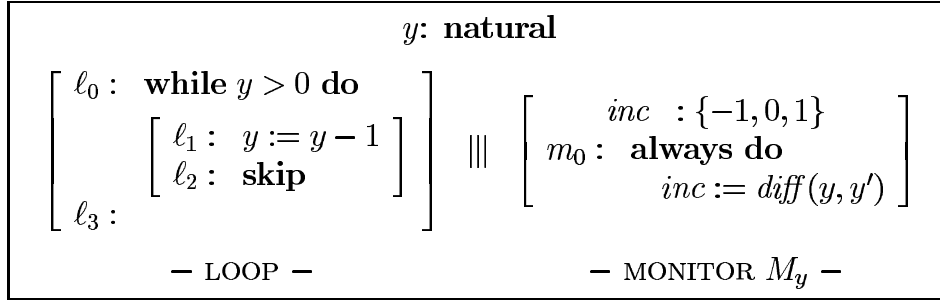 y: natural
ℓ0 : while y > 0 do
ℓ1 : y := y − 1
ℓ2 : skip
ℓ3 :
– LOOP –
|||
inc : {−1, 0, 1}
m0 : always do
inc := diff(y, y′)
– MONITOR My –